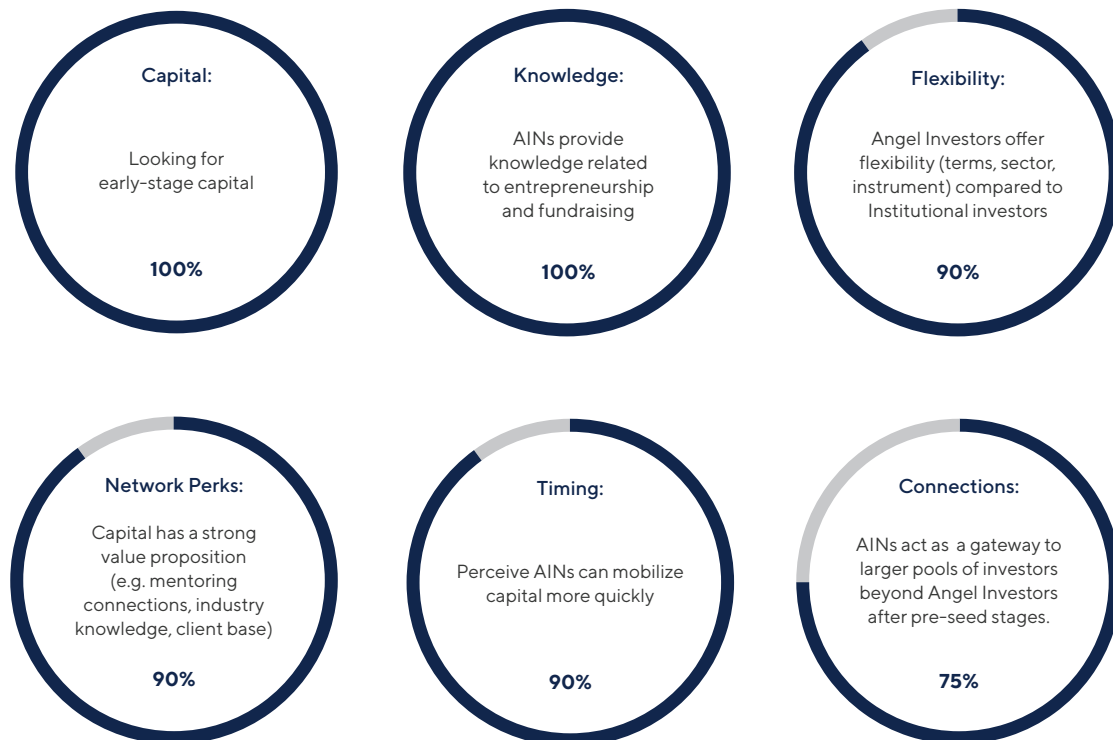 Capital:
Looking for
early-stage capital
100%
Knowledge:
AINs provide
knowledge related
to entrepreneurship
and fundraising
100%
Flexibility:
Angel Investors offer
flexibility (terms, sector,
instrument) compared to
Institutional investors
90%
Network Perks:
Capital has a strong
value proposition
(e.g. mentoring
connections, industry
knowledge, client base)
90%
Timing:
Perceive AINs can mobilize
capital more quickly
90%
Connections:
AINs act as a gateway to
larger pools of investors
beyond Angel Investors
after pre-seed stages.
75%